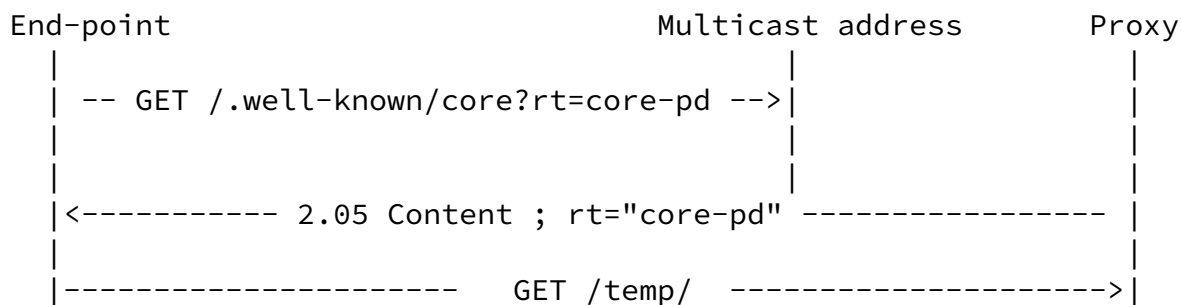 End-point Multicast address Proxy
-- GET /.well-known/core?rt=core-pd -->
<----------- 2.05 Content ; rt="core-pd" -----------------
---------------------- GET /temp/ --------------------->